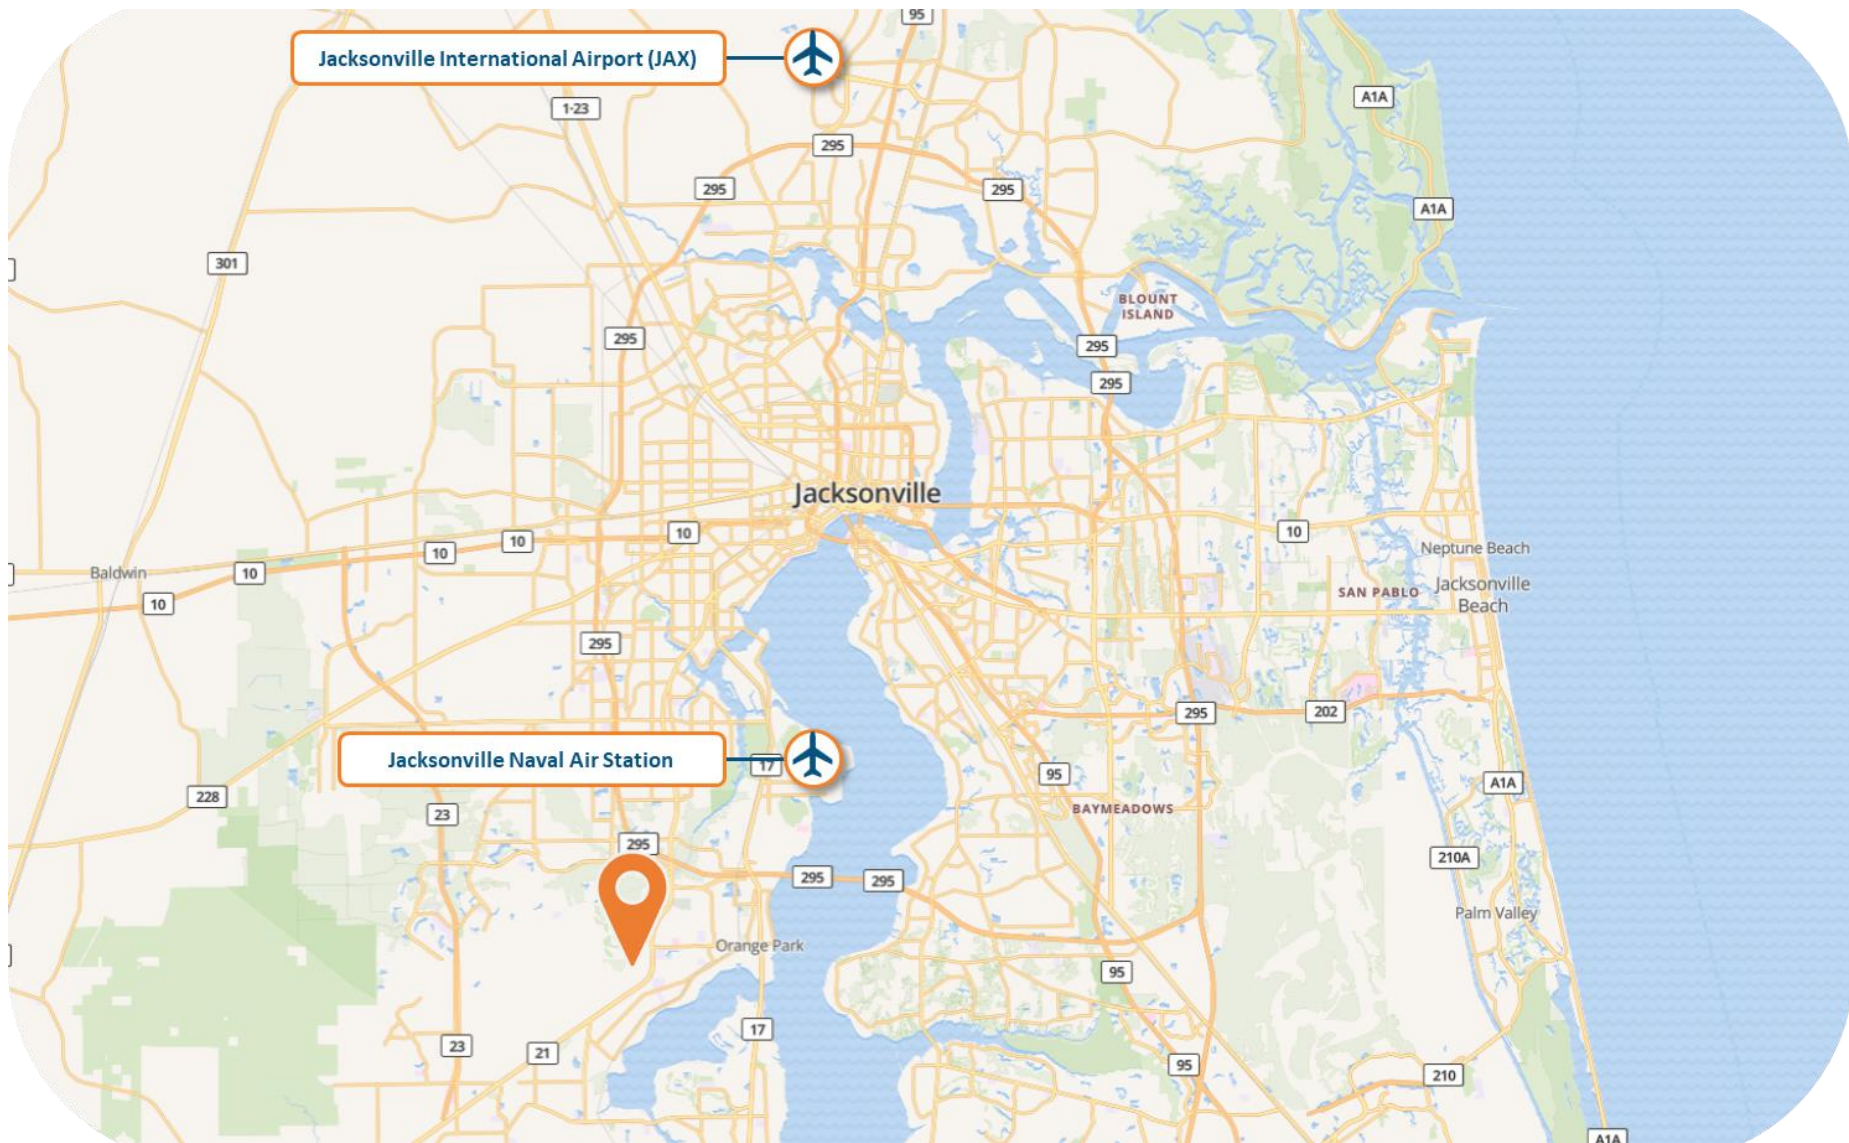 95
Jacksonville International Airport (JAX)
A1A
1-23
295
295
295
A1A
301
BLOUNT
ISLAND
295
295
295
Jacksonville
10
10
10
10
10
10
Neptune Beach
Baldwin
Jacksonville
Beach
SAN PABLO
295
295
202
Jacksonville Naval Air Station
17
95
A1A
228
BAYMEADOWS
23
295
210A
295
295
Palm Valley
Orange Park
95
17
23
21
95
210
A1A